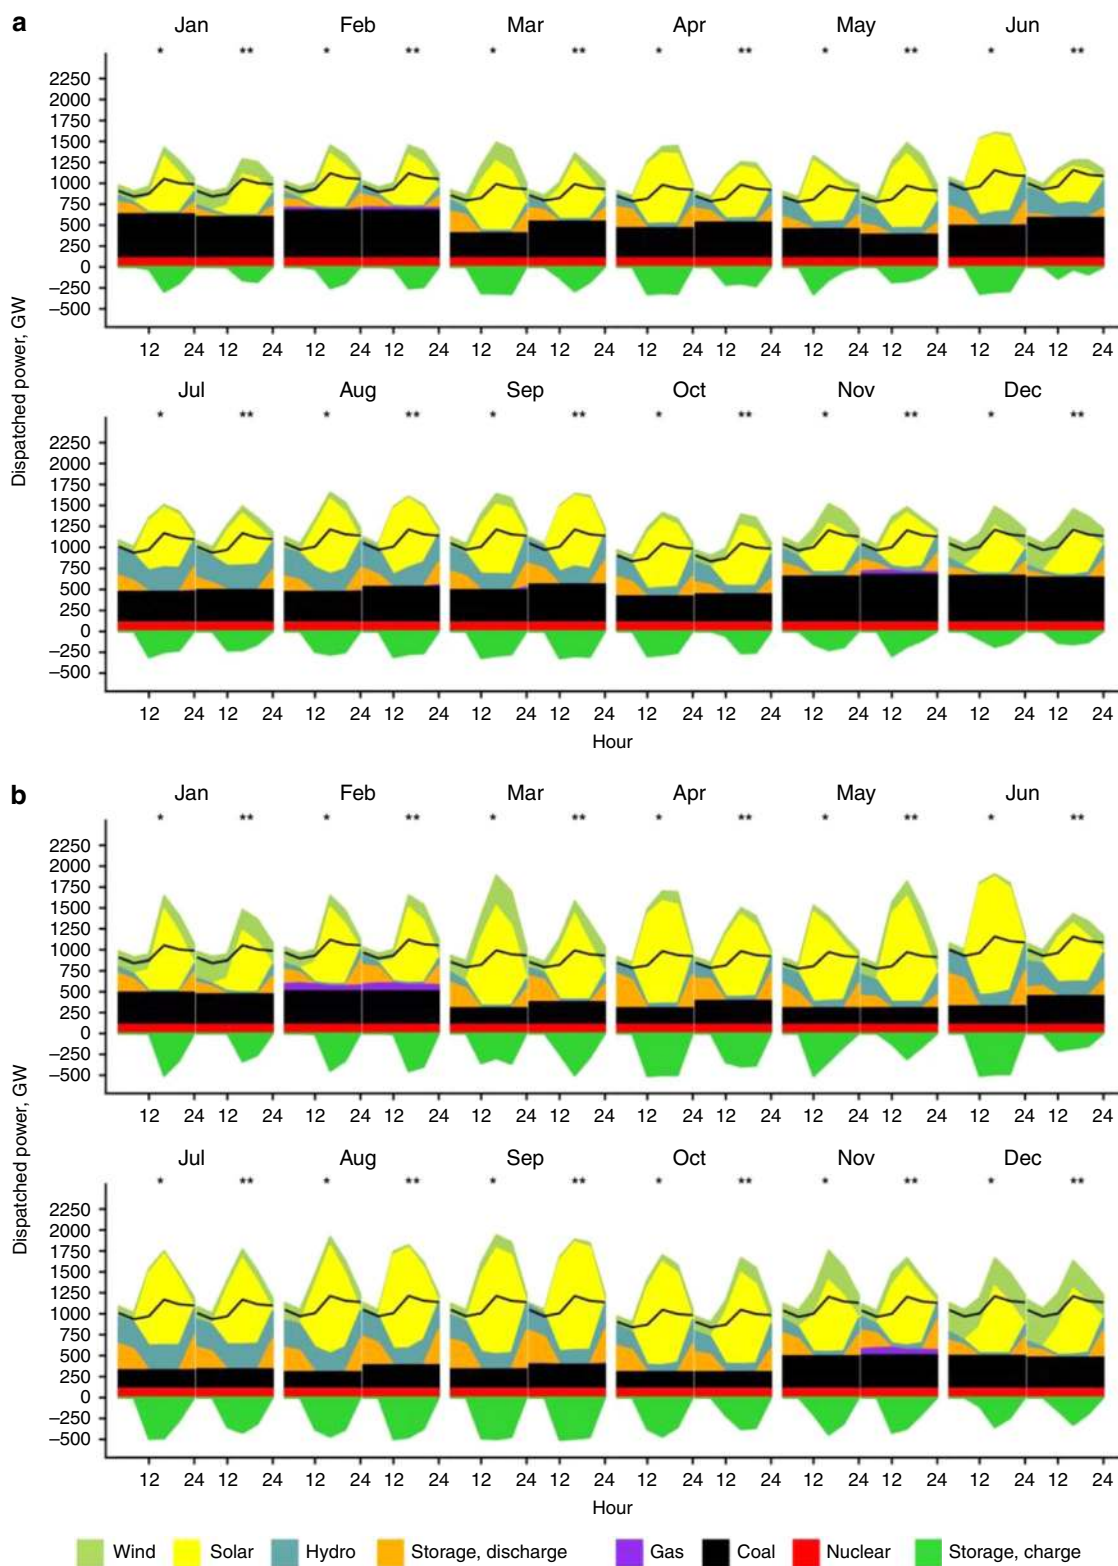 a
Jan Feb Mar Apr May Jun
* ** * ** * ** * ** * ** * **
2250
2000
1750
1500
1250
1000
750
500
250
0
−250
−500
12 24 12 24 12 24 12 24 12 24 12 24 12 24 12 24 12 24 12 24 12 24 12 24
Dispatched power, GW
Jul Aug Sep Oct Nov Dec
* ** * ** * ** * ** * ** * **
2250
2000
1750
1500
1250
1000
750
500
250
0
−250
−500
12 24 12 24 12 24 12 24 12 24 12 24 12 24 12 24 12 24 12 24 12 24 12 24
Hour
b
Jan Feb Mar Apr May Jun
* ** * ** * ** * ** * ** * **
2250
2000
1750
1500
1250
1000
750
500
250
0
−250
−500
12 24 12 24 12 24 12 24 12 24 12 24 12 24 12 24 12 24 12 24 12 24 12 24
Dispatched power, GW
Jul Aug Sep Oct Nov Dec
* ** * ** * ** * ** * ** * **
2250
2000
1750
1500
1250
1000
750
500
250
0
−250
−500
12 24 12 24 12 24 12 24 12 24 12 24 12 24 12 24 12 24 12 24 12 24 12 24
Hour
Wind Solar Hydro Storage, discharge Gas Coal Nuclear Storage, charge